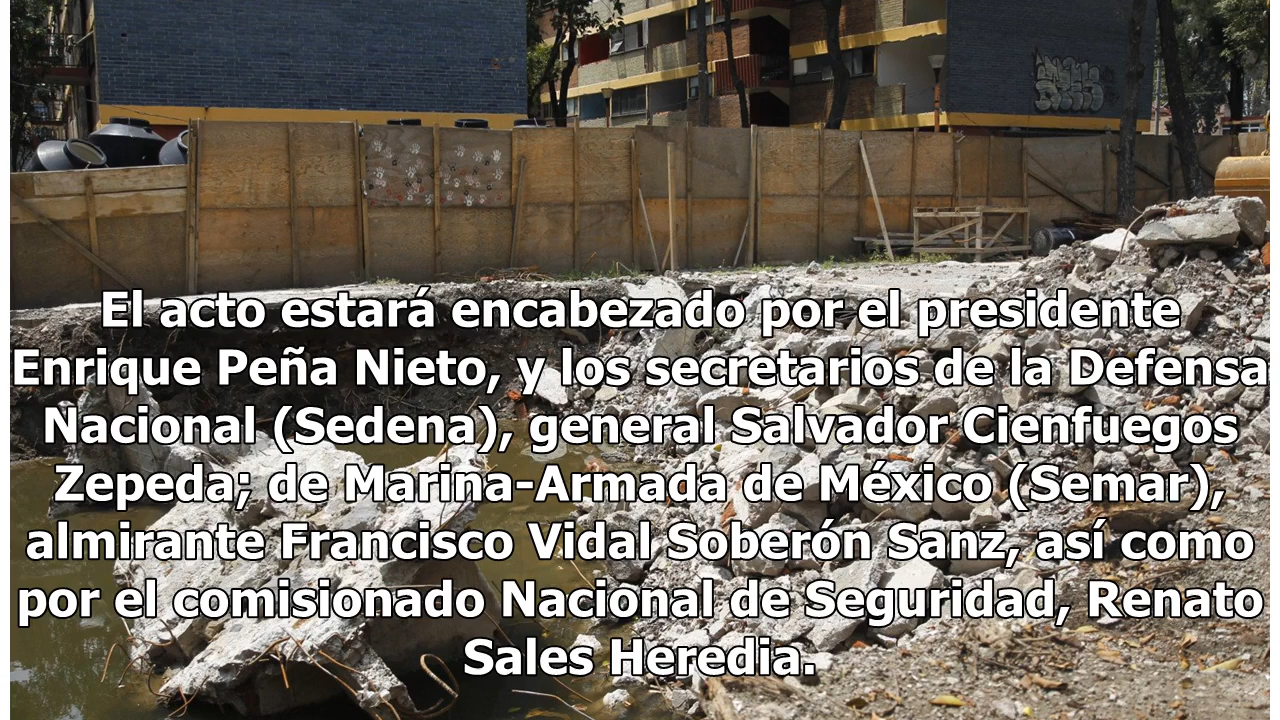 El acto estará encabezado por el presidente
Enrique Peña Nieto, y los secretarios de la Defensa
Nacional (Sedena), general Salvador Cienfuegos
Zepeda; de Marina-Armada de México (Semar),
almirante Francisco Vidal Soberón Sanz, así como
por el comisionado Nacional de Seguridad, Renato
Sales Heredia.